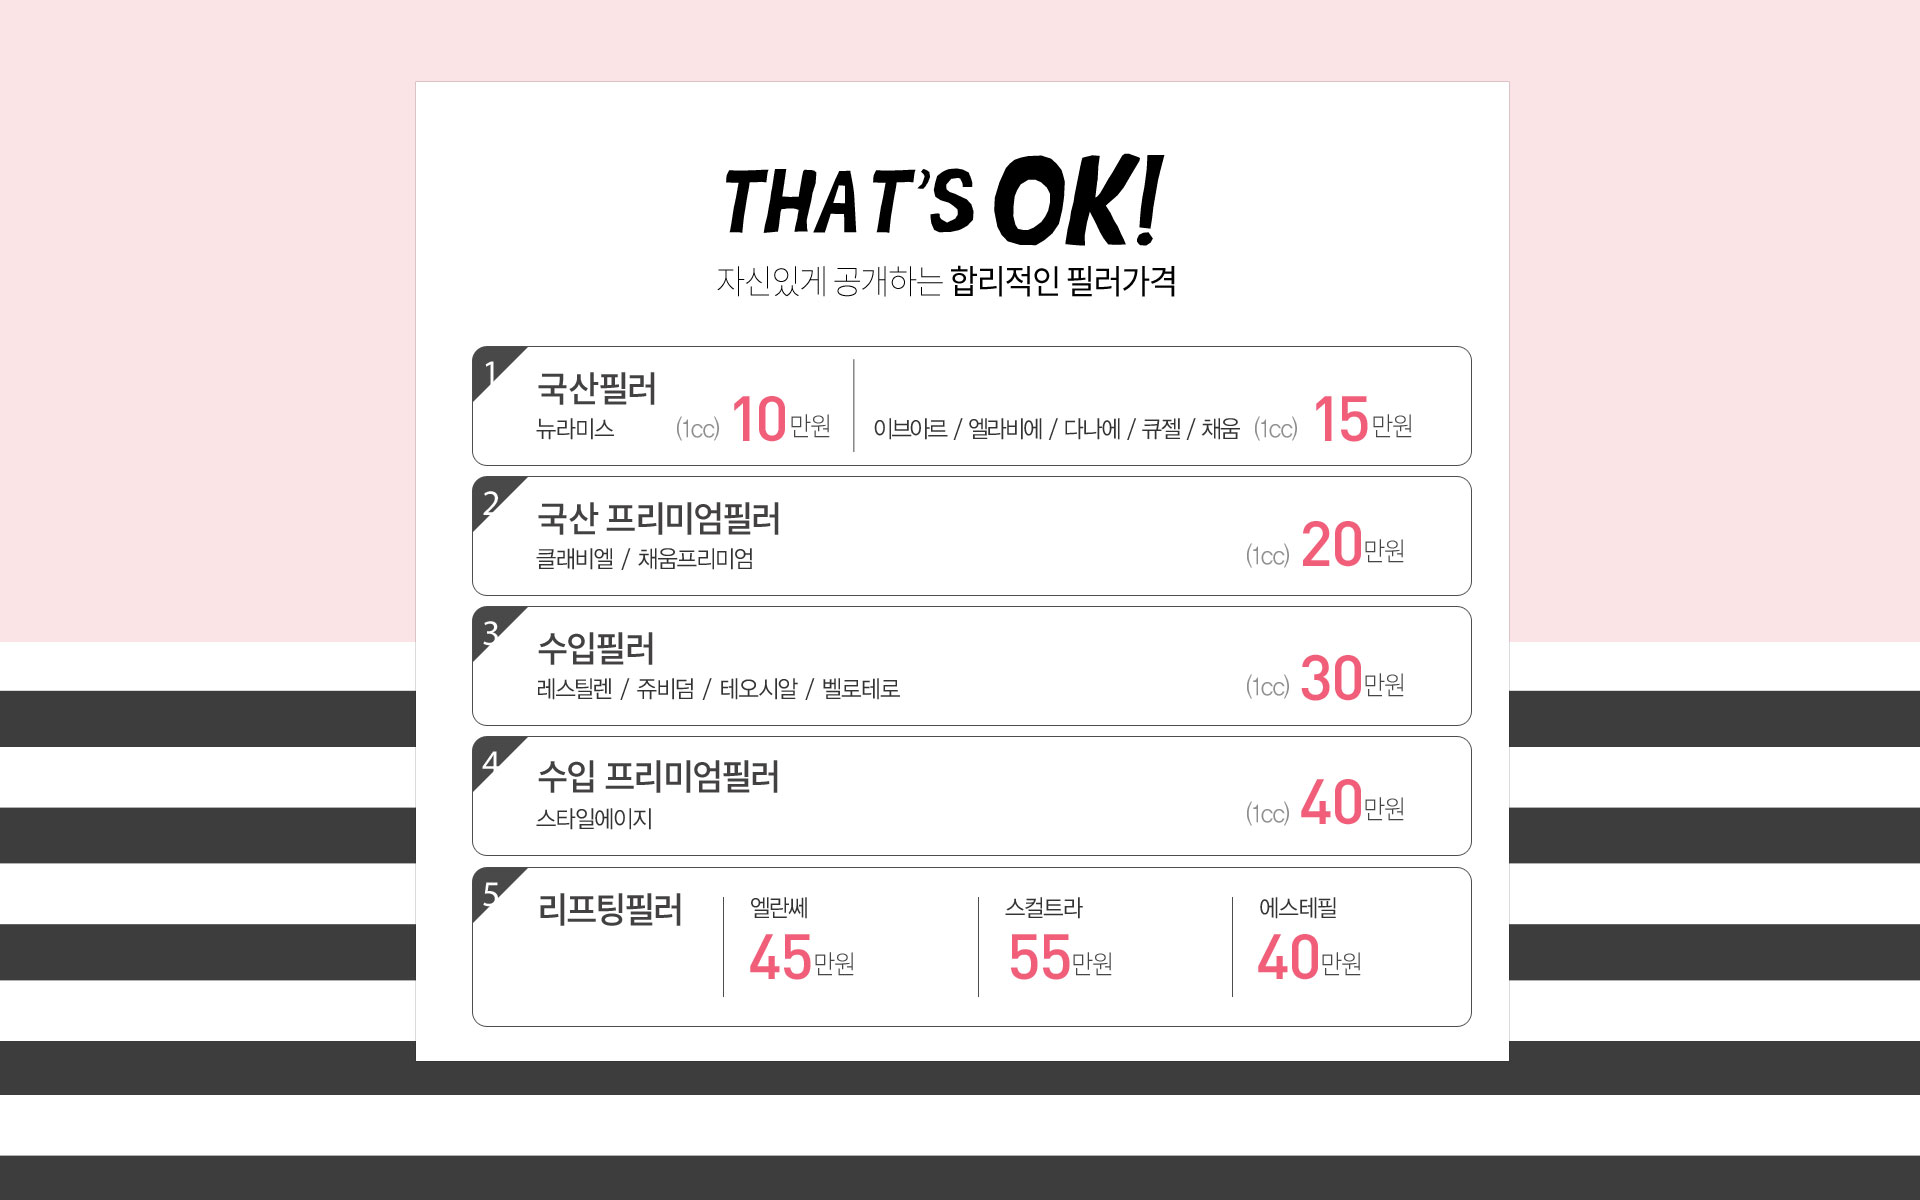 THAT'S OK!
자신있게 공개하는 합리적인 필러가격
1
국산필러
뉴라미스 (1cc) 10만원
이브아르 / 엘라비에 / 다나에 / 큐젤 / 채움 (1cc) 15만원
2
국산 프리미엄필러
클래비엘 / 채움프리미엄
(1cc) 20만원
3
수입필러
레스틸렌 / 쥬비덤 / 테오시알 / 벨로테로
(1cc) 30만원
4
수입 프리미엄필러
스타일에이지
(1cc) 40만원
5
리프팅필러
엘란쎄
45만원
스컬트라
55만원
에스테필
40만원